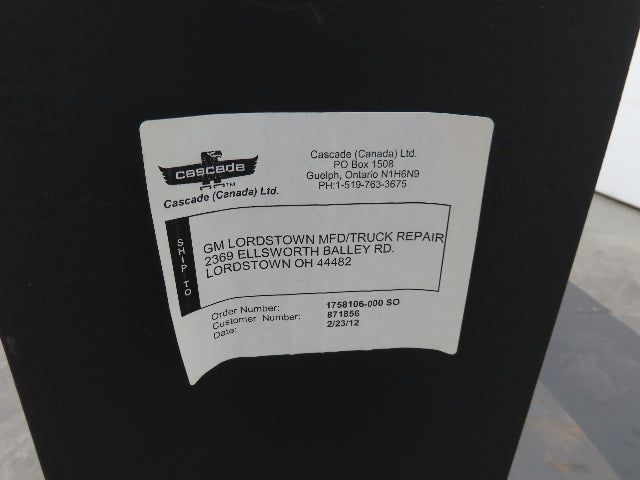 cascade
TM
Cascade (Canada) Ltd.
Cascade (Canada) Ltd.
PO Box 1508
Guelph, Ontario N1H6N9
PH:1-519-763-3675
SHIP TO
GM LORDSTOWN MFD/TRUCK REPAIR
2369 ELLSWORTH BALLEY RD.
LORDSTOWN OH 44482
Order Number: 1758106-000 SO
Customer Number: 871856
Date: 2/23/12